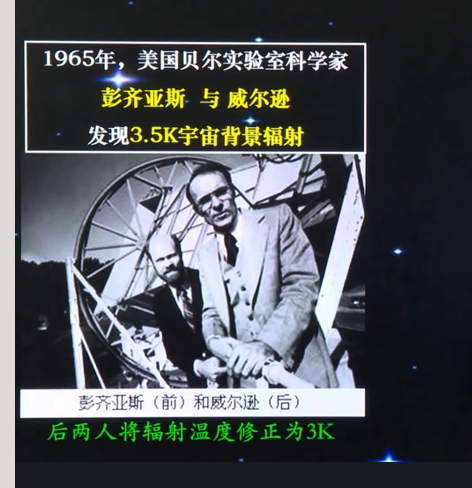 1965年，美国贝尔实验室科学家
彭齐亚斯 与 威尔逊
发现3.5K宇宙背景辐射
彭齐亚斯（前）和威尔逊（后）
后两人将辐射温度修正为3K